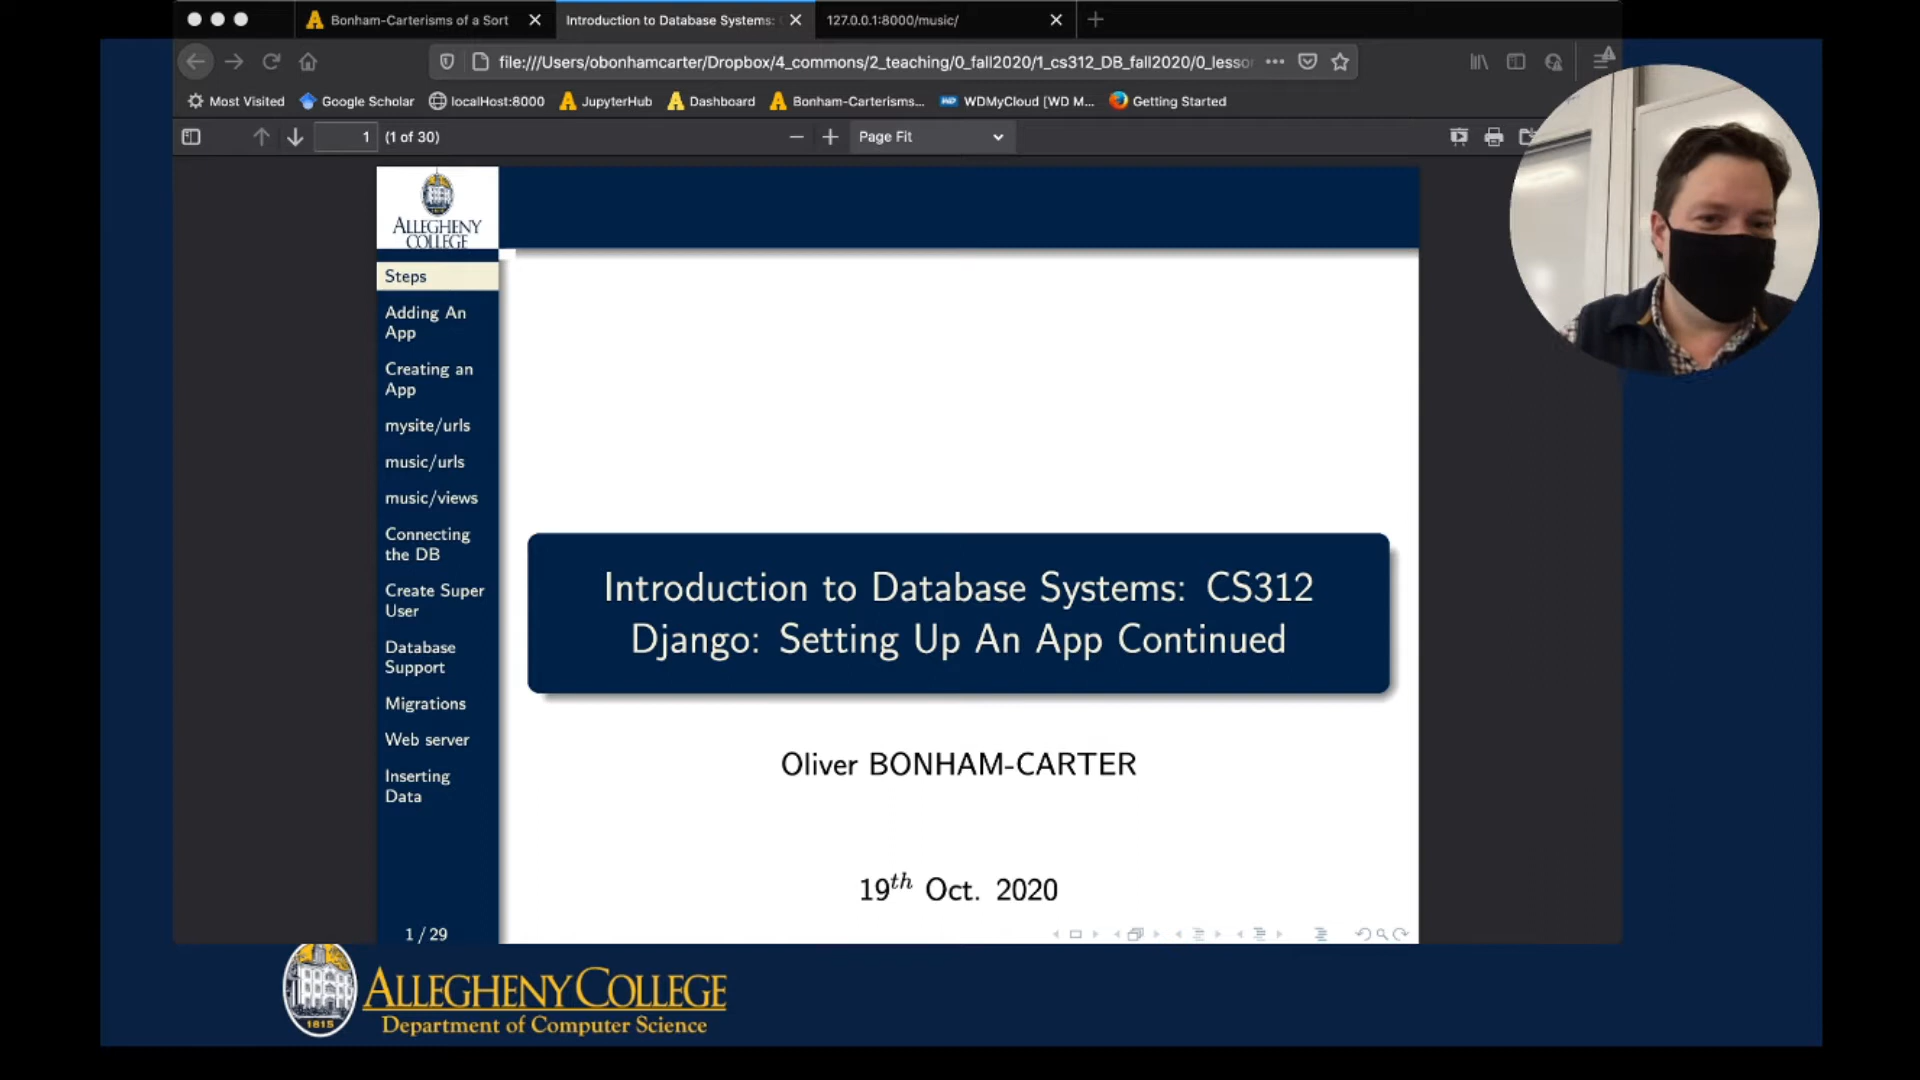 Bonham-Carterisms of a Sort
Introduction to Database Systems:
127.0.0.1:8000/music/
file:///Users/obonhamcarter/Dropbox/4_commons/2_teaching/0_fall2020/1_cs312_DB_fall2020/0_lesso
Most Visited
Google Scholar
localHost:8000
JupyterHub
Dashboard
Bonham-Carterisms...
WDMyCloud [WD M...
Getting Started
1 (1 of 30)
Page Fit
ALLEGHENY
COLLEGE
Steps
Adding An
App
Creating an
App
mysite/urls
music/urls
music/views
Connecting
the DB
Create Super
User
Database
Support
Migrations
Web server
Inserting
Data
1 / 29
Introduction to Database Systems: CS312
Django: Setting Up An App Continued
Oliver BONHAM-CARTER
19th Oct. 2020
1815
ALLEGHENY COLLEGE
Department of Computer Science